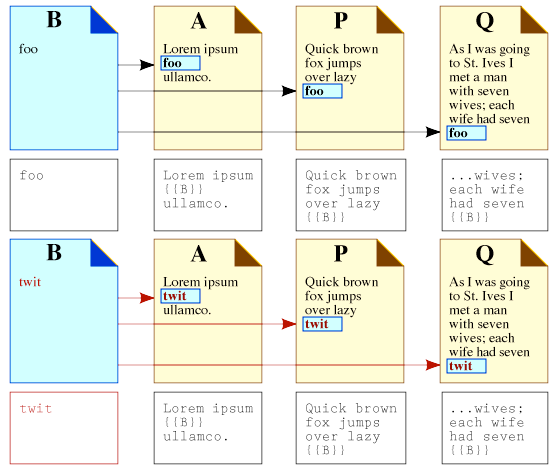 B
foo
A
Lorem ipsum
foo
ullamco.
P
Quick brown
fox jumps
over lazy
foo
Q
As I was going
to St. Ives I
met a man
with seven
wives; each
wife had seven
foo
foo
Lorem ipsum
{{B}}
ullamco.
Quick brown
fox jumps
over lazy
{{B}}
...wives;
each wife
had seven
{{B}}
B
twit
A
Lorem ipsum
twit
ullamco.
P
Quick brown
fox jumps
over lazy
twit
Q
As I was going
to St. Ives I
met a man
with seven
wives; each
wife had seven
twit
twit
Lorem ipsum
{{B}}
ullamco.
Quick brown
fox jumps
over lazy
{{B}}
...wives;
each wife
had seven
{{B}}